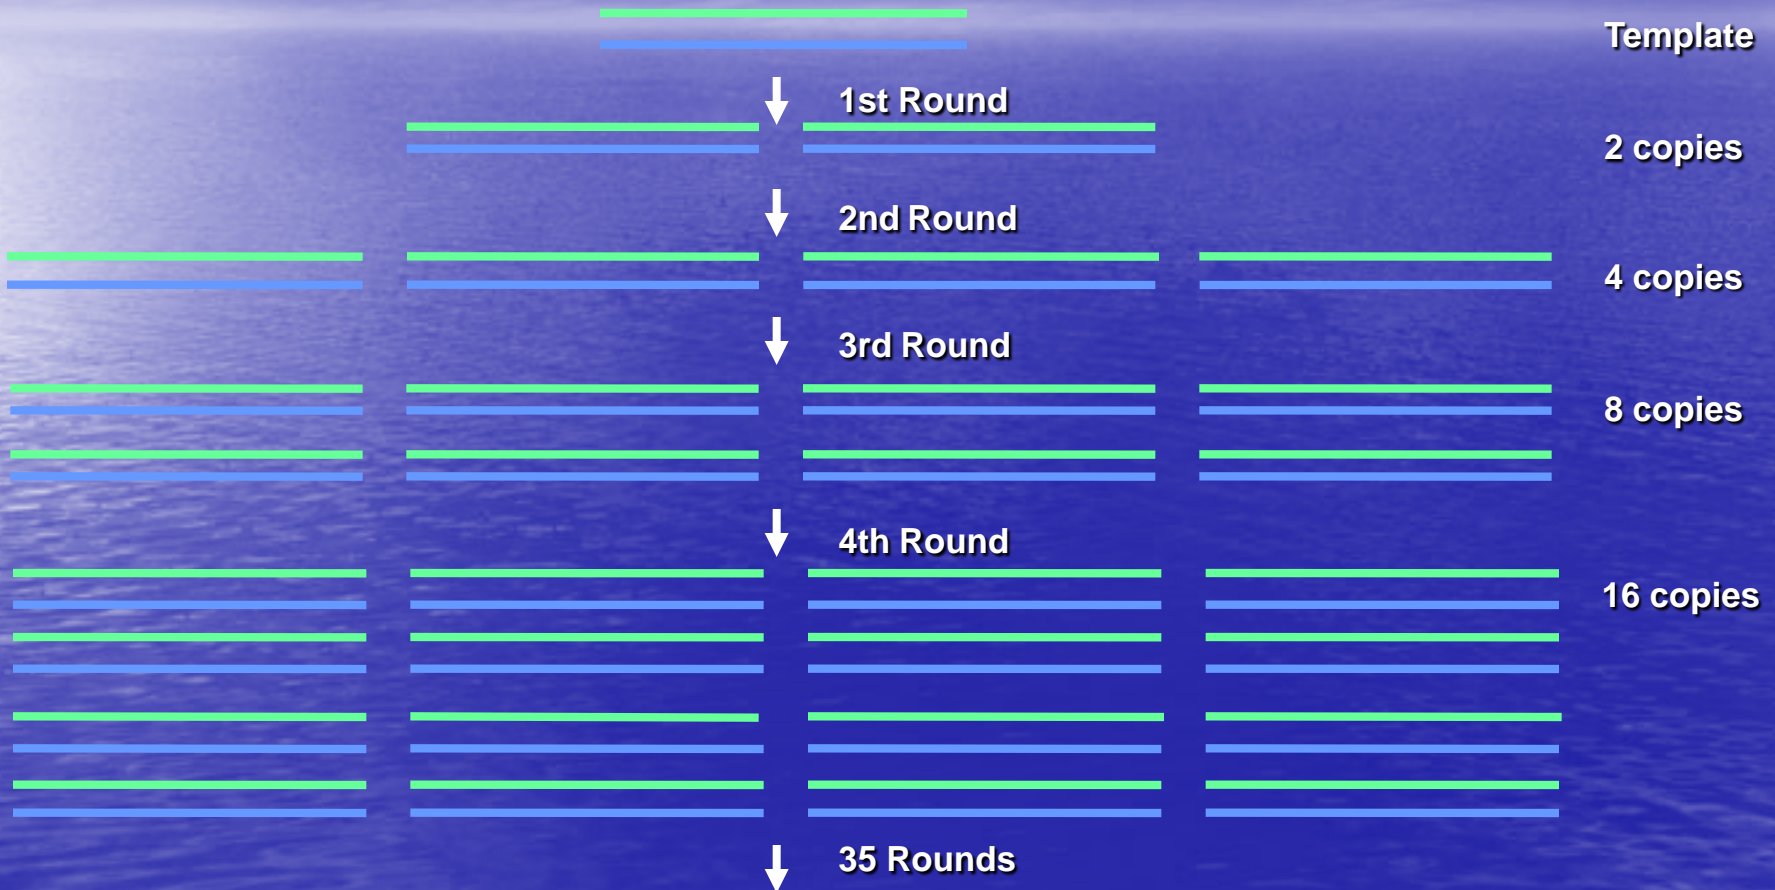 Template
1st Round
2 copies
2nd Round
4 copies
3rd Round
8 copies
4th Round
16 copies
35 Rounds